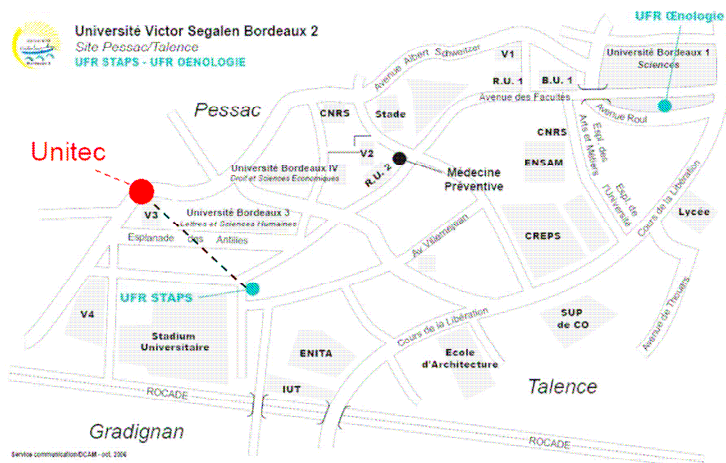 Université Victor Segalen Bordeaux 2
Site Pessac/Talence
UFR STAPS - UFR OENOLOGIE
UFR Œnologie
V1
Université Bordeaux 1
Sciences
Avenue Albert Schweitzer
R.U. 1
B.U. 1
Avenue des Facultés
Pessac
CNRS
Stade
Avenue Roul
Unitec
V2
R.U. 2
CNRS
ENSAM
Espl. des
Arts et Métiers
Université Bordeaux IV
Droit et Sciences Economiques
Médecine
Préventive
Espl. de
l'Université
Cours de la Libération
Lycée
V3
Université Bordeaux 3
Lettres et Sciences Humaines
Esplanade des Antilles
CREPS
UFR STAPS
Avenue de Thouars
V4
Stadium
Universitaire
Cours de la Libération
SUP
de CO
ENITA
Ecole
d'Architecture
IUT
Talence
ROCADE
Gradignan
ROCADE
Service communication/DCAM - oct. 2006